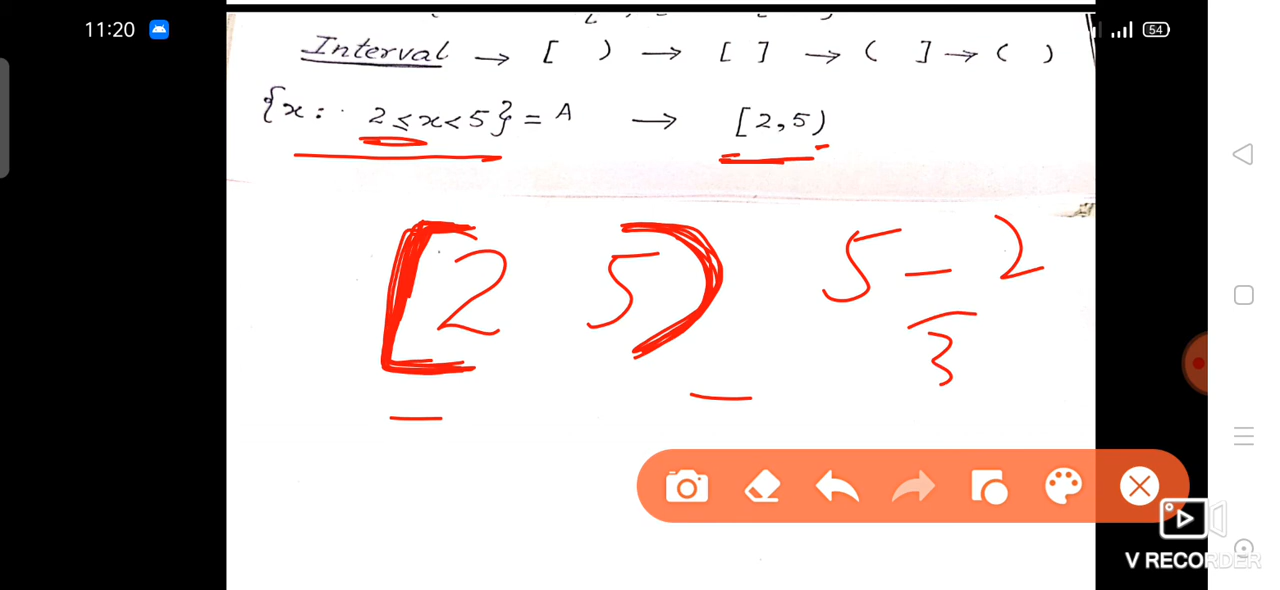 11:20 54
Interval → [ ) → [ ] → ( ] → ( )
{x: 2 ≤ x < 5} = A → [2, 5)
[2 5) 5 - 2
3
V RECORDER